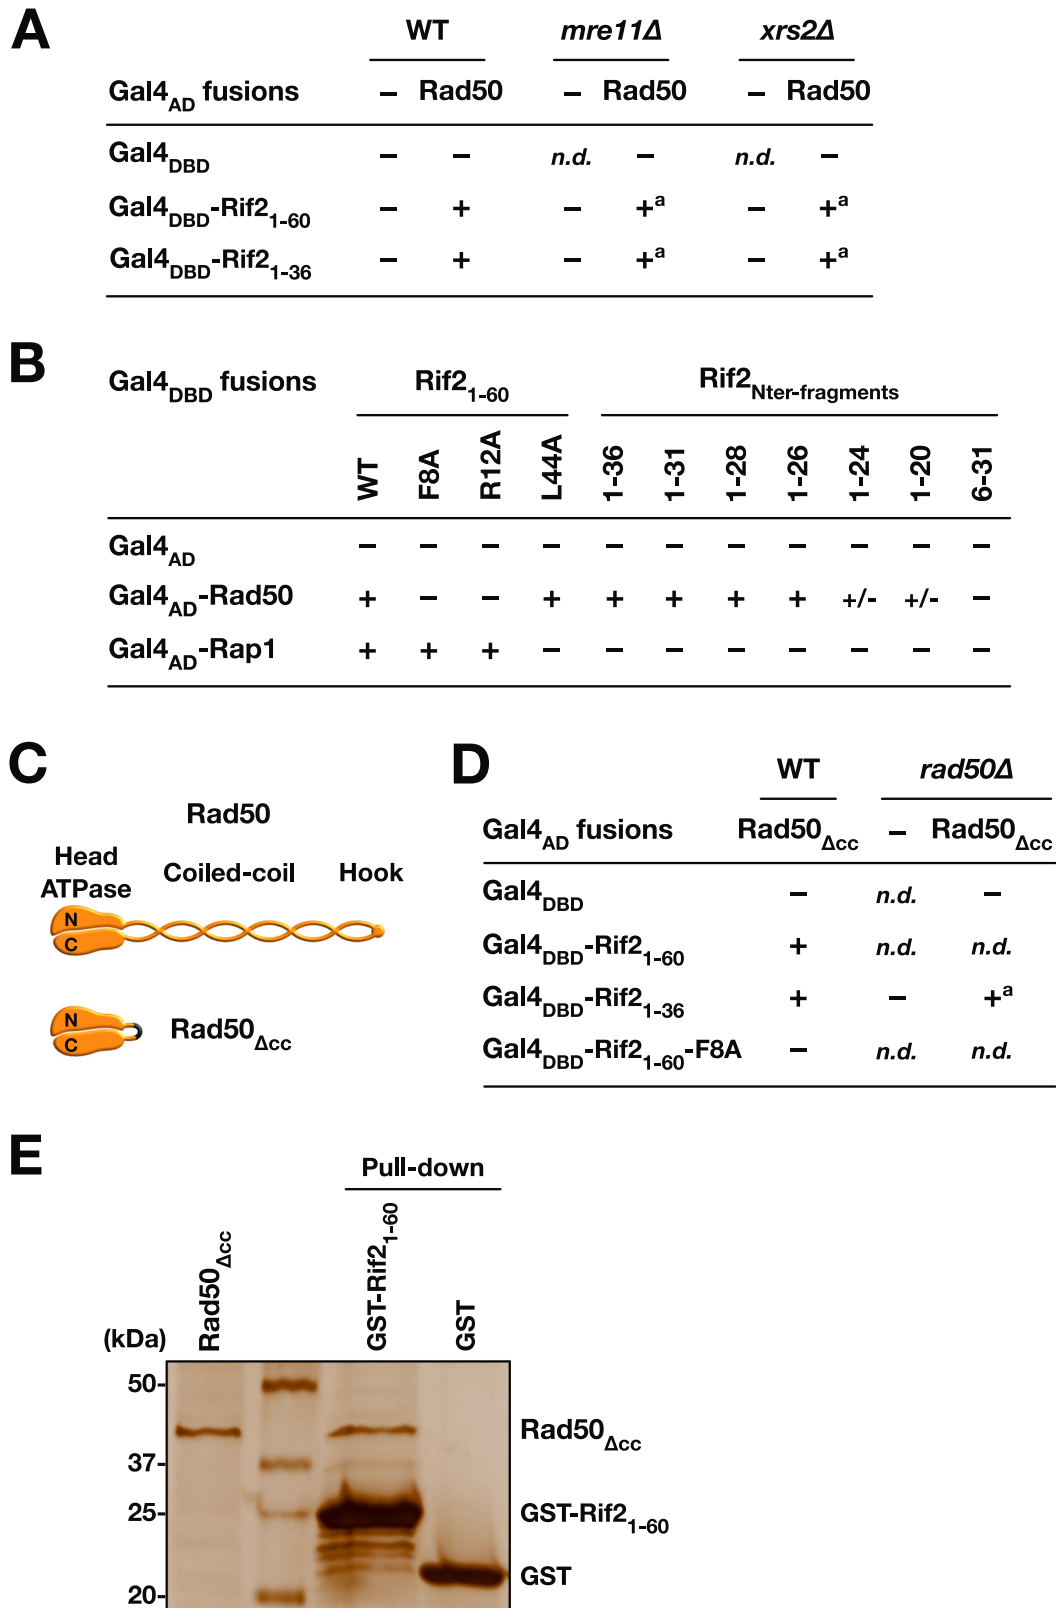 A
WT mre11Δ xrs2Δ
Gal4AD fusions – Rad50 – Rad50 – Rad50
Gal4DBD – – n.d. – n.d. –
Gal4DBD-Rif21-60 – + – +a – +a
Gal4DBD-Rif21-36 – + – +a – +a
B
Gal4DBD fusions Rif21-60 Rif2Nter-fragments
WT F8A R12A L44A 1-36 1-31 1-28 1-26 1-24 1-20 6-31
Gal4AD – – – – – – – – – – –
Gal4AD-Rad50 + – – + + + + + +/- +/- –
Gal4AD-Rap1 + + + – – – – – – – –
C
Rad50
Head ATPase Coiled-coil Hook
N
C
N
C
Rad50Δcc
D
WT rad50Δ
Gal4AD fusions Rad50Δcc – Rad50Δcc
Gal4DBD – n.d. –
Gal4DBD-Rif21-60 + n.d. n.d.
Gal4DBD-Rif21-36 + – +a
Gal4DBD-Rif21-60-F8A – n.d. n.d.
E
Pull-down
(kDa) Rad50Δcc GST-Rif21-60 GST
50-
Rad50Δcc
37-
25- GST-Rif21-60
GST
20-